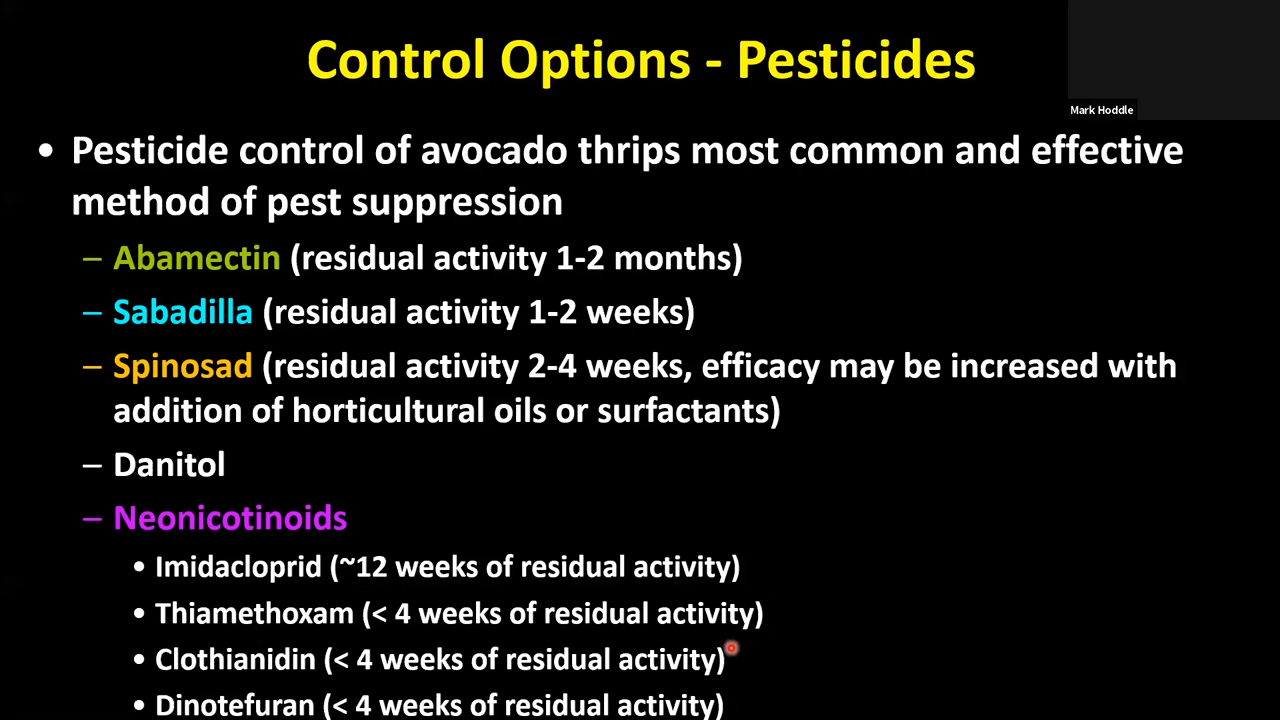 Control Options - Pesticides
Mark Hoddle
• Pesticide control of avocado thrips most common and effective
method of pest suppression
– Abamectin (residual activity 1-2 months)
– Sabadilla (residual activity 1-2 weeks)
– Spinosad (residual activity 2-4 weeks, efficacy may be increased with
addition of horticultural oils or surfactants)
– Danitol
– Neonicotinoids
• Imidacloprid (~12 weeks of residual activity)
• Thiamethoxam (< 4 weeks of residual activity)
• Clothianidin (< 4 weeks of residual activity)
• Dinotefuran (< 4 weeks of residual activity)